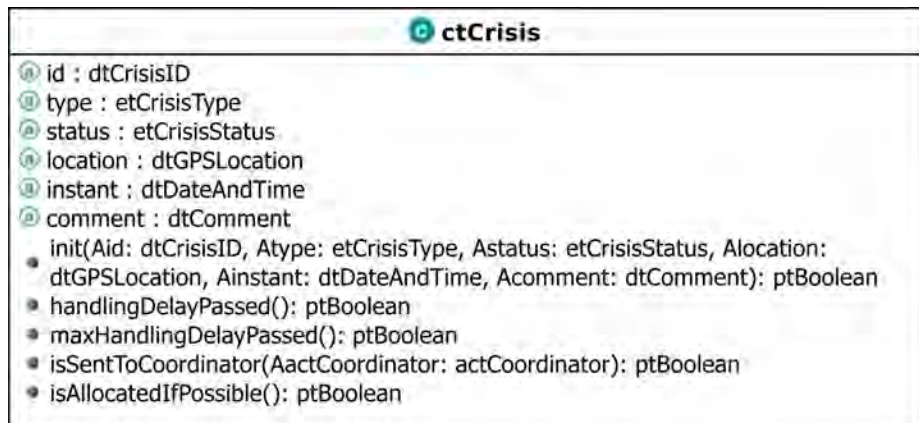 ctCrisis
id : dtCrisisID
type : etCrisisType
status : etCrisisStatus
location : dtGPSLocation
instant : dtDateAndTime
comment : dtComment
init(Aid: dtCrisisID, Atype: etCrisisType, Astatus: etCrisisStatus, Alocation:
dtGPSLocation, Ainstant: dtDateAndTime, Acomment: dtComment): ptBoolean
handlingDelayPassed(): ptBoolean
maxHandlingDelayPassed(): ptBoolean
isSentToCoordinator(AactCoordinator: actCoordinator): ptBoolean
isAllocatedIfPossible(): ptBoolean